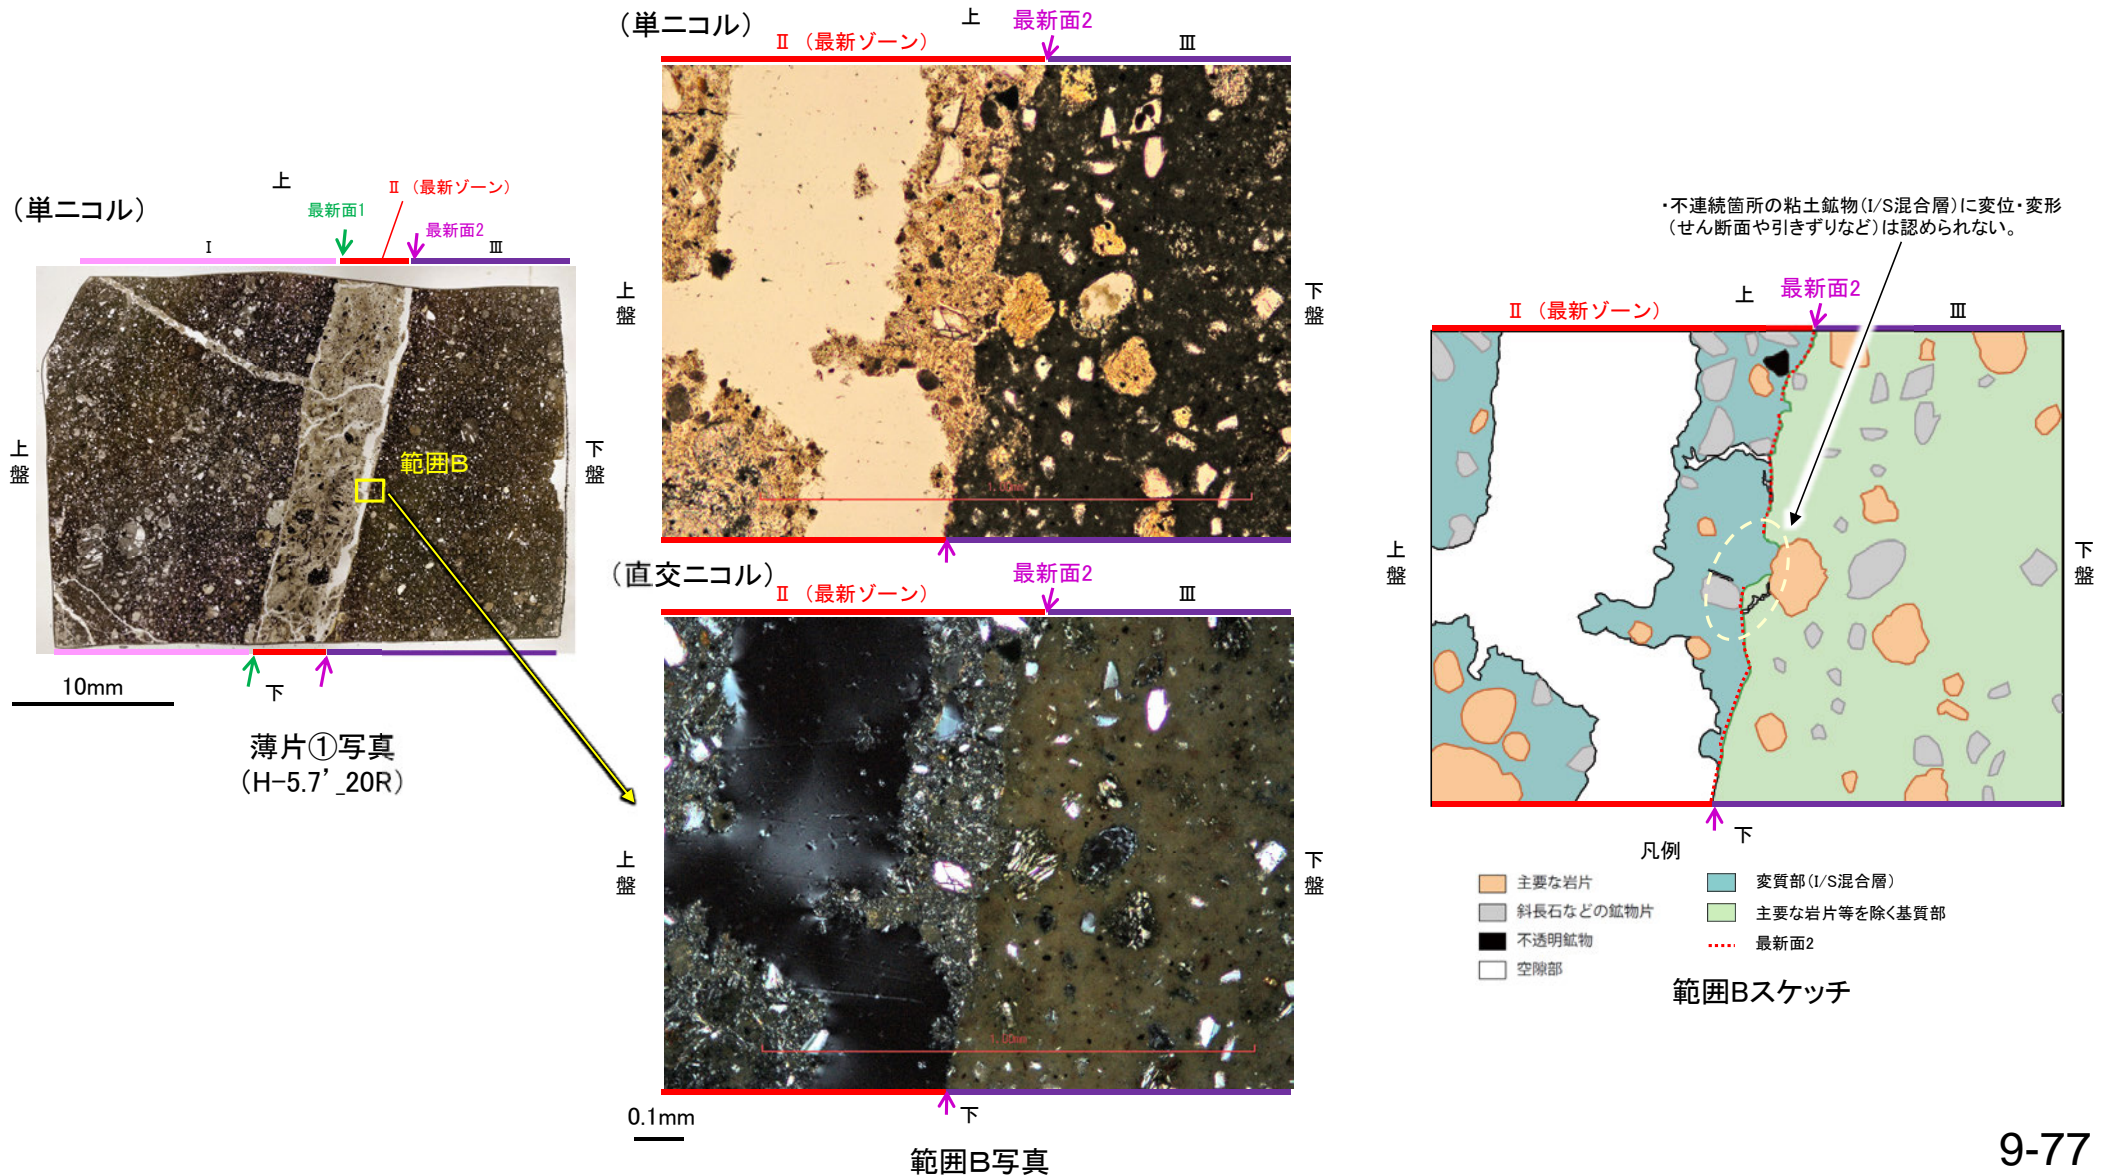 (単ニコル)
上
Ⅱ (最新ゾーン)
最新面1
最新面2
Ⅰ
Ⅲ
上盤
下盤
範囲B
下
10mm
薄片①写真
(H-5.7’_20R)
(単ニコル)
上
最新面2
Ⅱ (最新ゾーン)
Ⅲ
上盤
下盤
1.00mm
(直交ニコル)
最新面2
Ⅱ (最新ゾーン)
Ⅲ
上盤
下盤
1.00mm
下
0.1mm
範囲B写真
・不連続箇所の粘土鉱物(I/S混合層)に変位・変形
(せん断面や引きずりなど)は認められない。
上
最新面2
Ⅱ (最新ゾーン)
Ⅲ
上盤
下盤
下
凡例
主要な岩片
斜長石などの鉱物片
不透明鉱物
空隙部
変質部(I/S混合層)
主要な岩片等を除く基質部
最新面2
範囲Bスケッチ
9-77